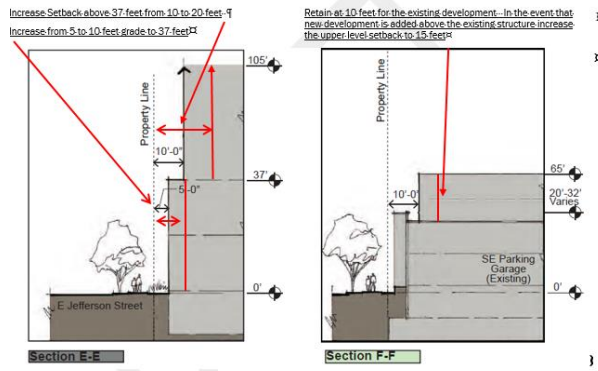 Increase Setback above 37 feet from 10 to 20 feet. ¶
Increase from 5 to 10 feet grade to 37 feet¤
Retain at 10 feet for the existing development. In the event that
new development is added above the existing structure increase
the upper level setback to 15 feet¤
¤
Property Line
105'
10'-0"
37'
5'-0"
0'
E Jefferson Street
Section E-E
Property Line
65'
10'-0"
20'-32'
Varies
SE Parking
Garage
(Existing)
0'
Section F-F